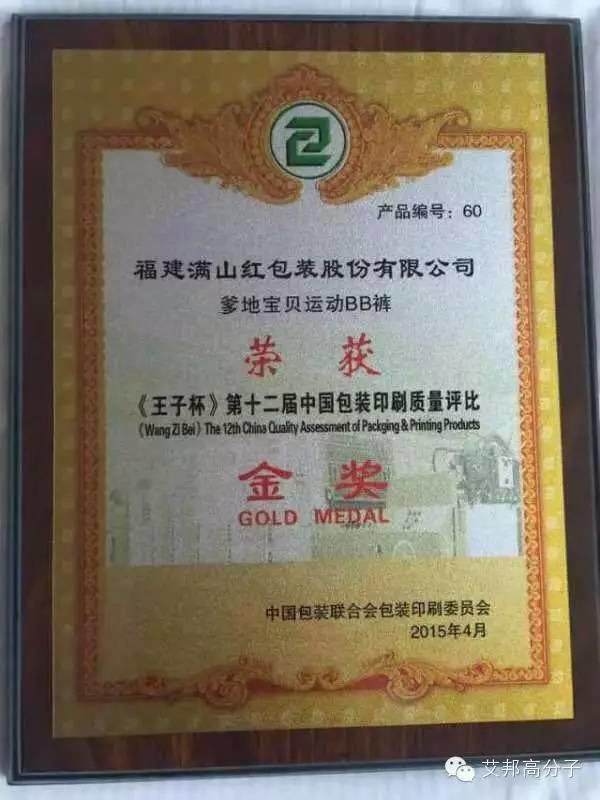 产品编号：60
福建满山红包装股份有限公司
爹地宝贝运动BB裤
荣获
《王子杯》第十二届中国包装印刷质量评比
（Wang Zi Bei）The 12th China Quality Assessment of Packging & Printing Products
金奖
GOLD MEDAL
中国包装联合会包装印刷委员会
2015年4月
艾邦高分子